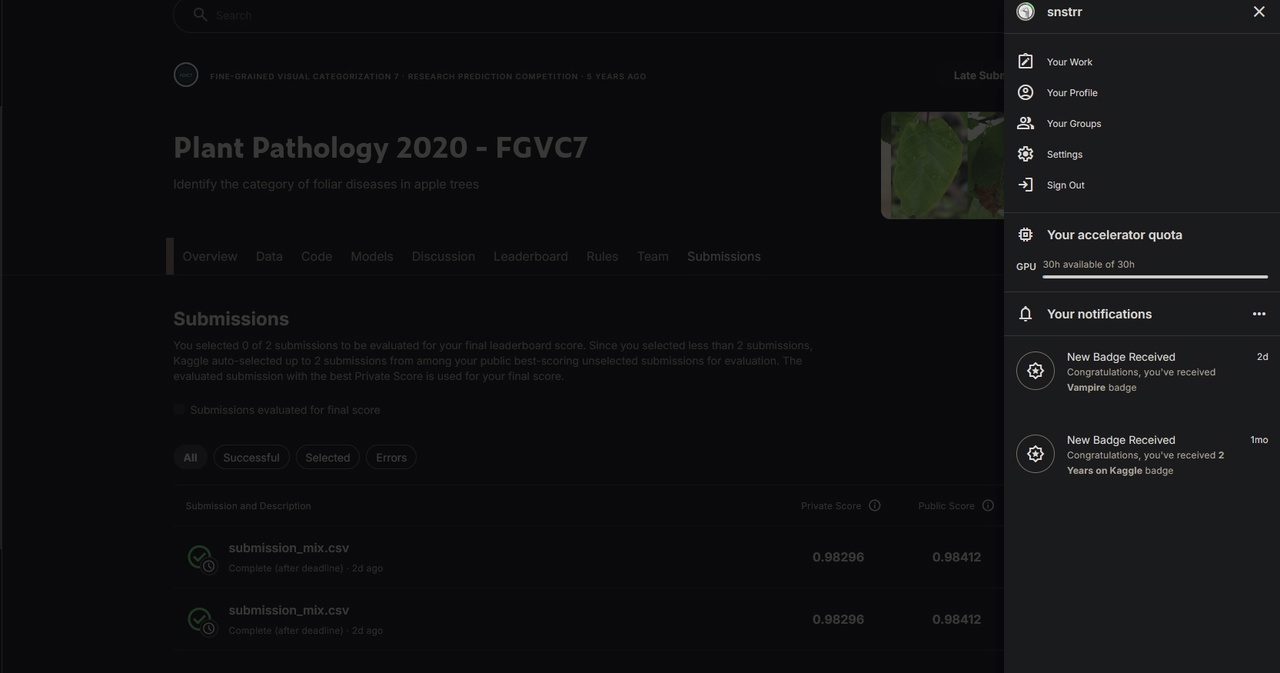 Search
FINE-GRAINED VISUAL CATEGORIZATION 7 · RESEARCH PREDICTION COMPETITION · 5 YEARS AGO
Late Subr
Plant Pathology 2020 - FGVC7
Identify the category of foliar diseases in apple trees
Overview Data Code Models Discussion Leaderboard Rules Team Submissions
Submissions
You selected 0 of 2 submissions to be evaluated for your final leaderboard score. Since you selected less than 2 submissions,
Kaggle auto-selected up to 2 submissions from among your public best-scoring unselected submissions for evaluation. The
evaluated submission with the best Private Score is used for your final score.
Submissions evaluated for final score
All Successful Selected Errors
Submission and Description Private Score Public Score
submission_mix.csv 0.98296 0.98412
Complete (after deadline) · 2d ago
submission_mix.csv 0.98296 0.98412
Complete (after deadline) · 2d ago
snstrr
Your Work
Your Profile
Your Groups
Settings
Sign Out
Your accelerator quota
GPU 30h available of 30h
Your notifications
New Badge Received 2d
Congratulations, you've received
Vampire badge
New Badge Received 1mo
Congratulations, you've received 2
Years on Kaggle badge